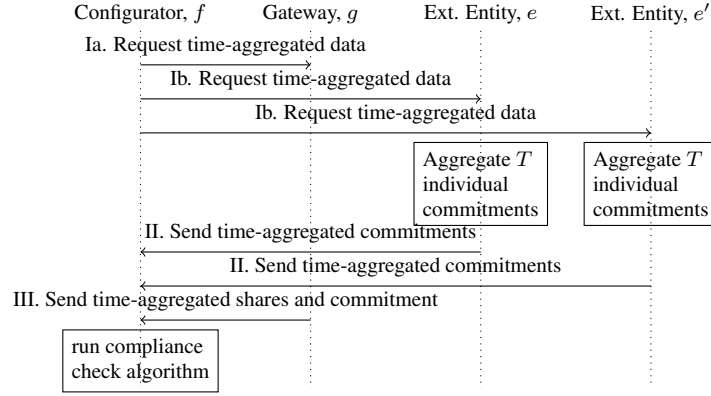 Configurator, f Gateway, g Ext. Entity, e Ext. Entity, e′
Ia. Request time-aggregated data
Ib. Request time-aggregated data
Ib. Request time-aggregated data
Aggregate T
individual
commitments
Aggregate T
individual
commitments
II. Send time-aggregated commitments
II. Send time-aggregated commitments
III. Send time-aggregated shares and commitment
run compliance
check algorithm